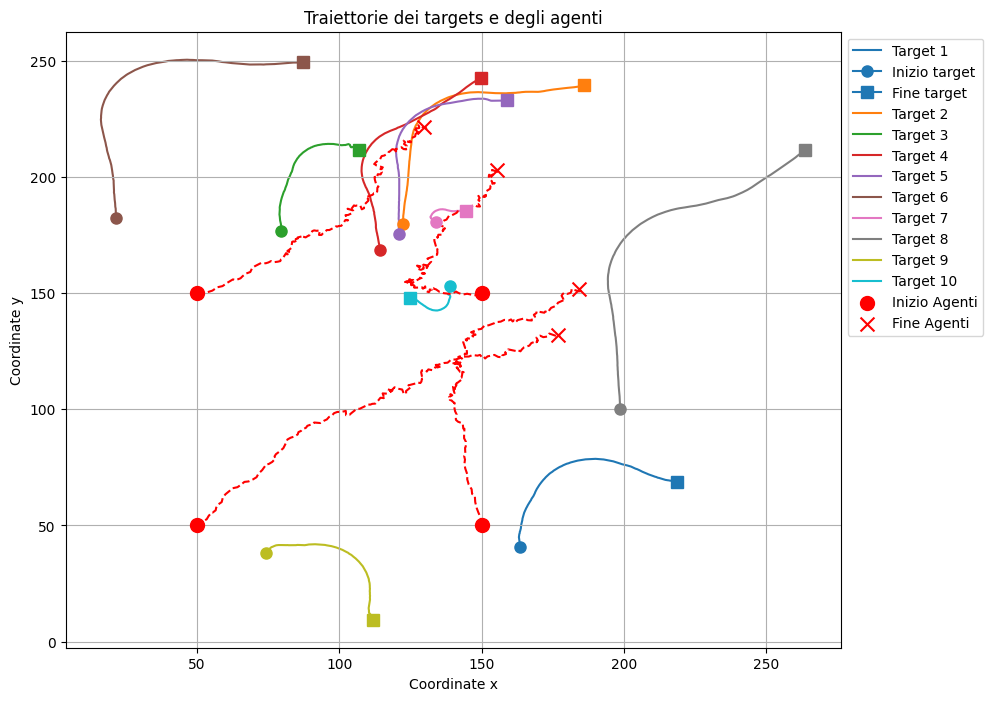 Traiettorie dei targets e degli agenti
Coordinate y
250
200
150
100
50
0
50
100
150
200
250
Coordinate x
Target 1
Inizio target
Fine target
Target 2
Target 3
Target 4
Target 5
Target 6
Target 7
Target 8
Target 9
Target 10
Inizio Agenti
Fine Agenti